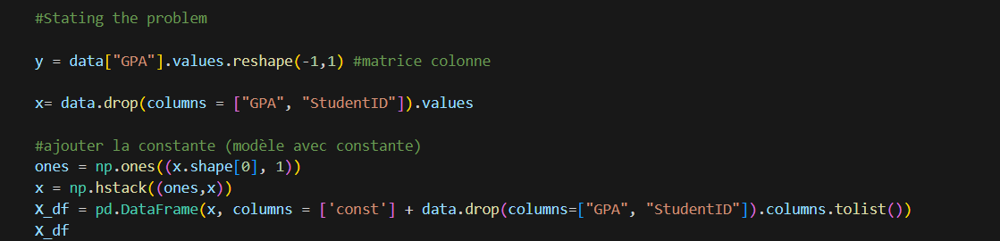 #Stating the problem
y = data["GPA"].values.reshape(-1,1) #matrice colonne
x= data.drop(columns = ["GPA", "StudentID"]).values
#ajouter la constante (modèle avec constante)
ones = np.ones((x.shape[0], 1))
x = np.hstack((ones,x))
X_df = pd.DataFrame(x, columns = ['const'] + data.drop(columns=["GPA", "StudentID"]).columns.tolist())
X_df